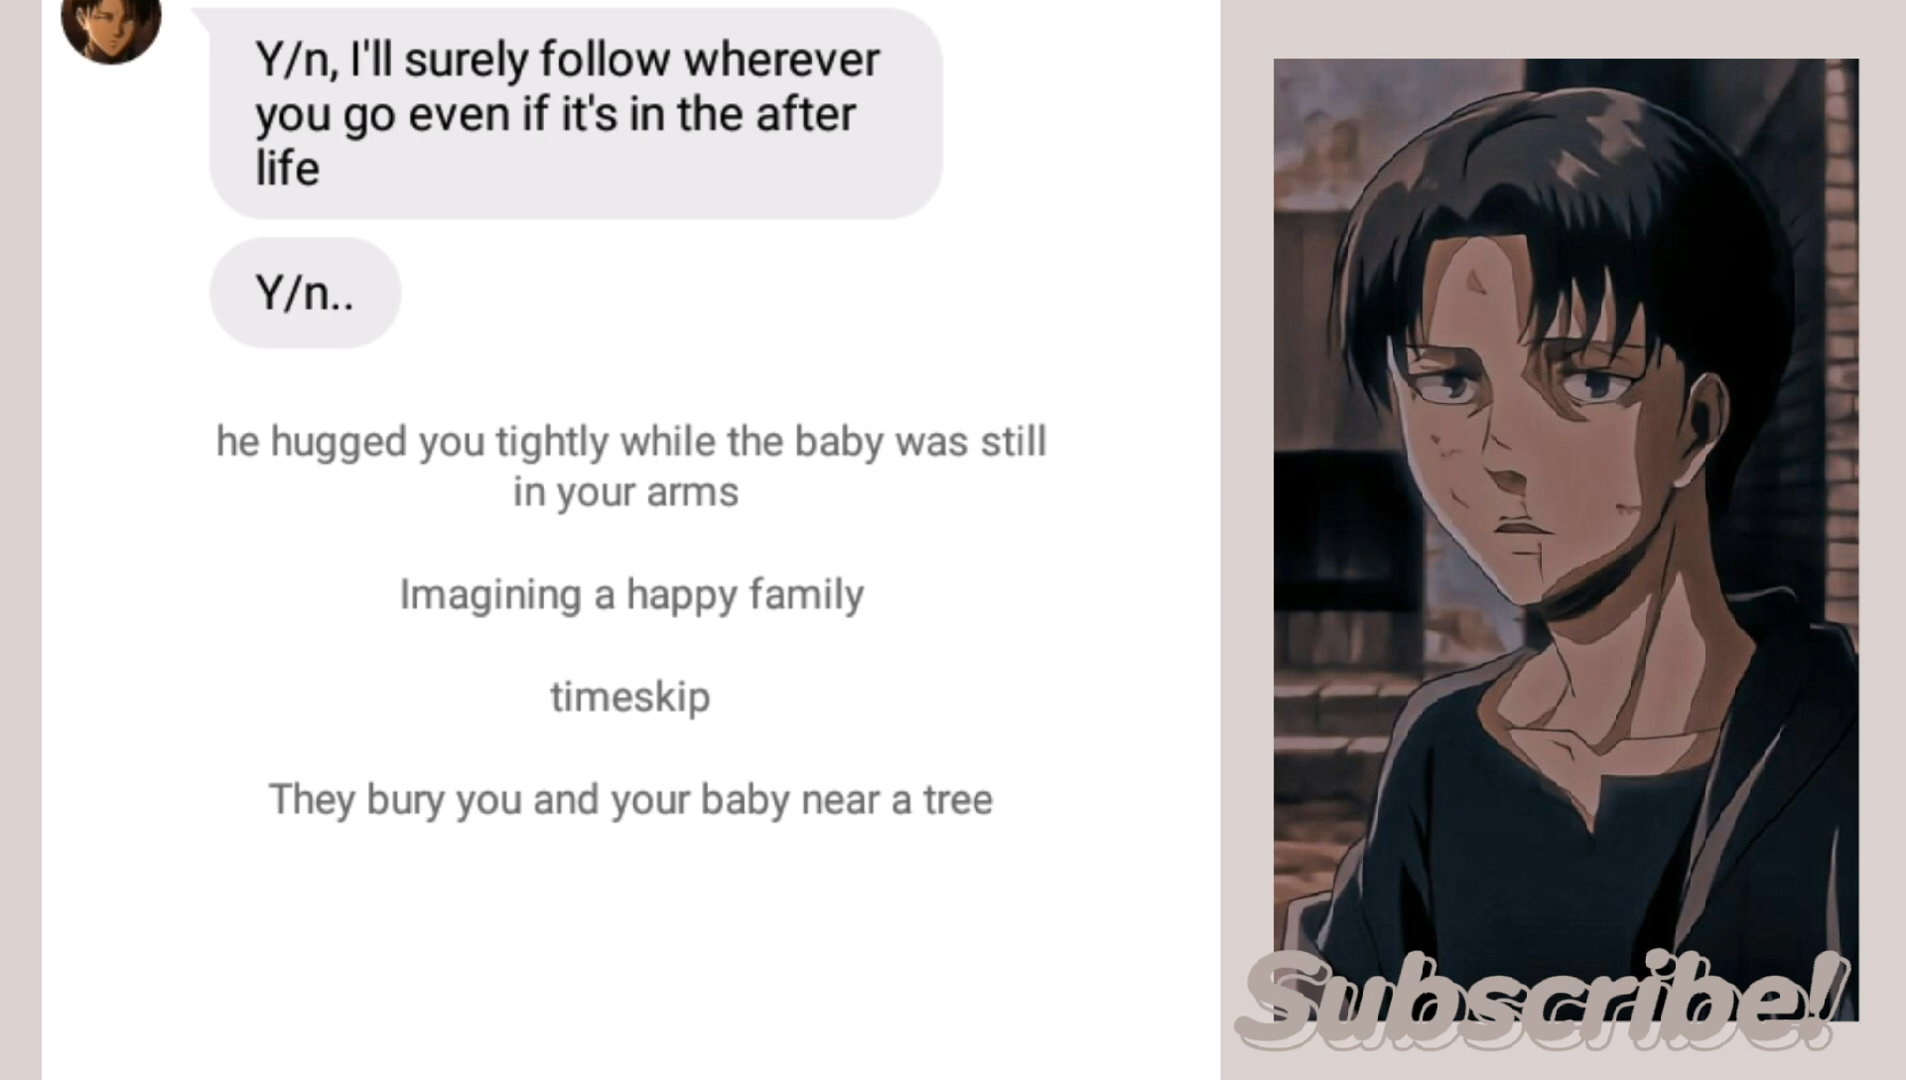 Y/n, I'll surely follow wherever
you go even if it's in the after
life
Y/n..
he hugged you tightly while the baby was still
in your arms
Imagining a happy family
timeskip
They bury you and your baby near a tree
Subscribe!